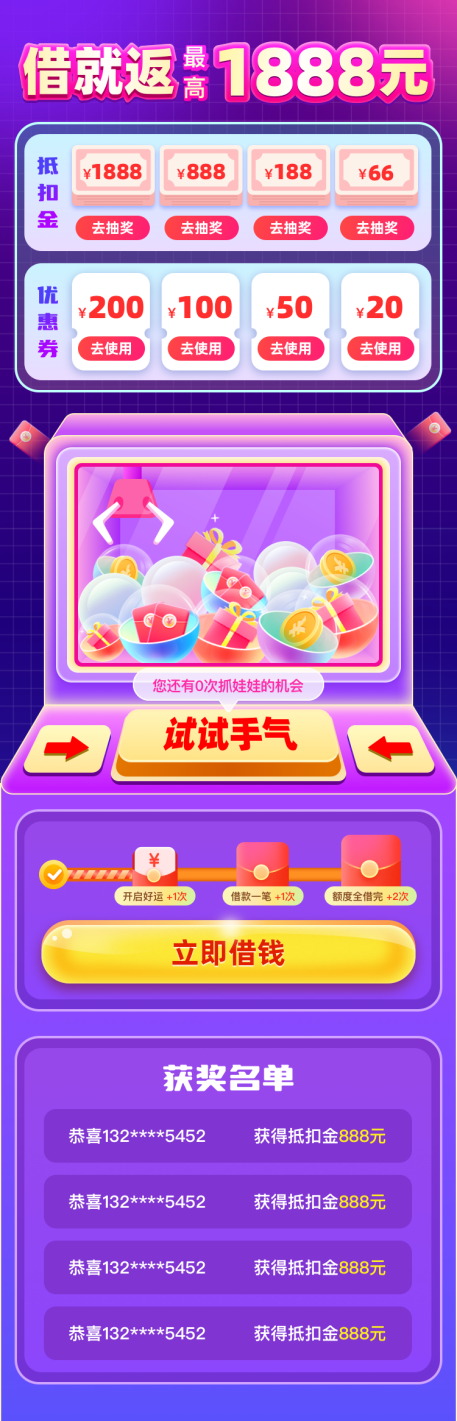 借就返最高1888元
抵扣金
¥1888 ¥888 ¥188 ¥66
去抽奖 去抽奖 去抽奖 去抽奖
优惠券
¥200 ¥100 ¥50 ¥20
去使用 去使用 去使用 去使用
您还有0次抓娃娃的机会
试试手气
¥
开启好运 +1次 借款一笔 +1次 额度全借完 +2次
立即借钱
获奖名单
恭喜132****5452 获得抵扣金888元
恭喜132****5452 获得抵扣金888元
恭喜132****5452 获得抵扣金888元
恭喜132****5452 获得抵扣金888元